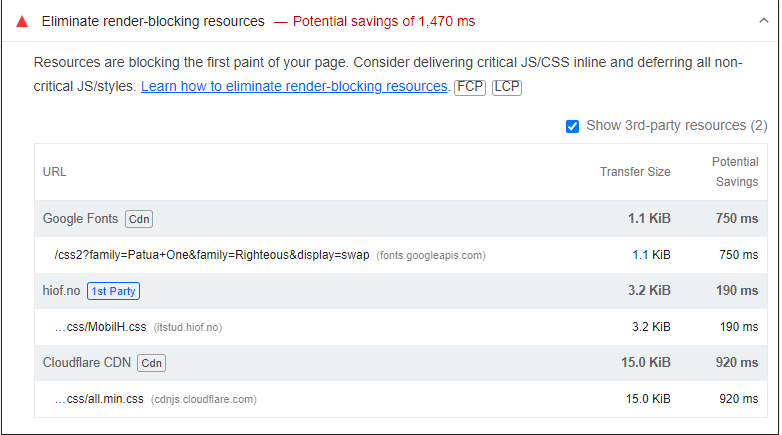 Eliminate render-blocking resources — Potential savings of 1,470 ms
Resources are blocking the first paint of your page. Consider delivering critical JS/CSS inline and deferring all non-
critical JS/styles. Learn how to eliminate render-blocking resources. FCP LCP
Show 3rd-party resources (2)
URL Transfer Size Potential Savings
Google Fonts Cdn 1.1 KiB 750 ms
/css2?family=Patua+One&family=Righteous&display=swap (fonts.googleapis.com) 1.1 KiB 750 ms
hiof.no 1st Party 3.2 KiB 190 ms
…css/MobilH.css (itstud.hiof.no) 3.2 KiB 190 ms
Cloudflare CDN Cdn 15.0 KiB 920 ms
…css/all.min.css (cdnjs.cloudflare.com) 15.0 KiB 920 ms